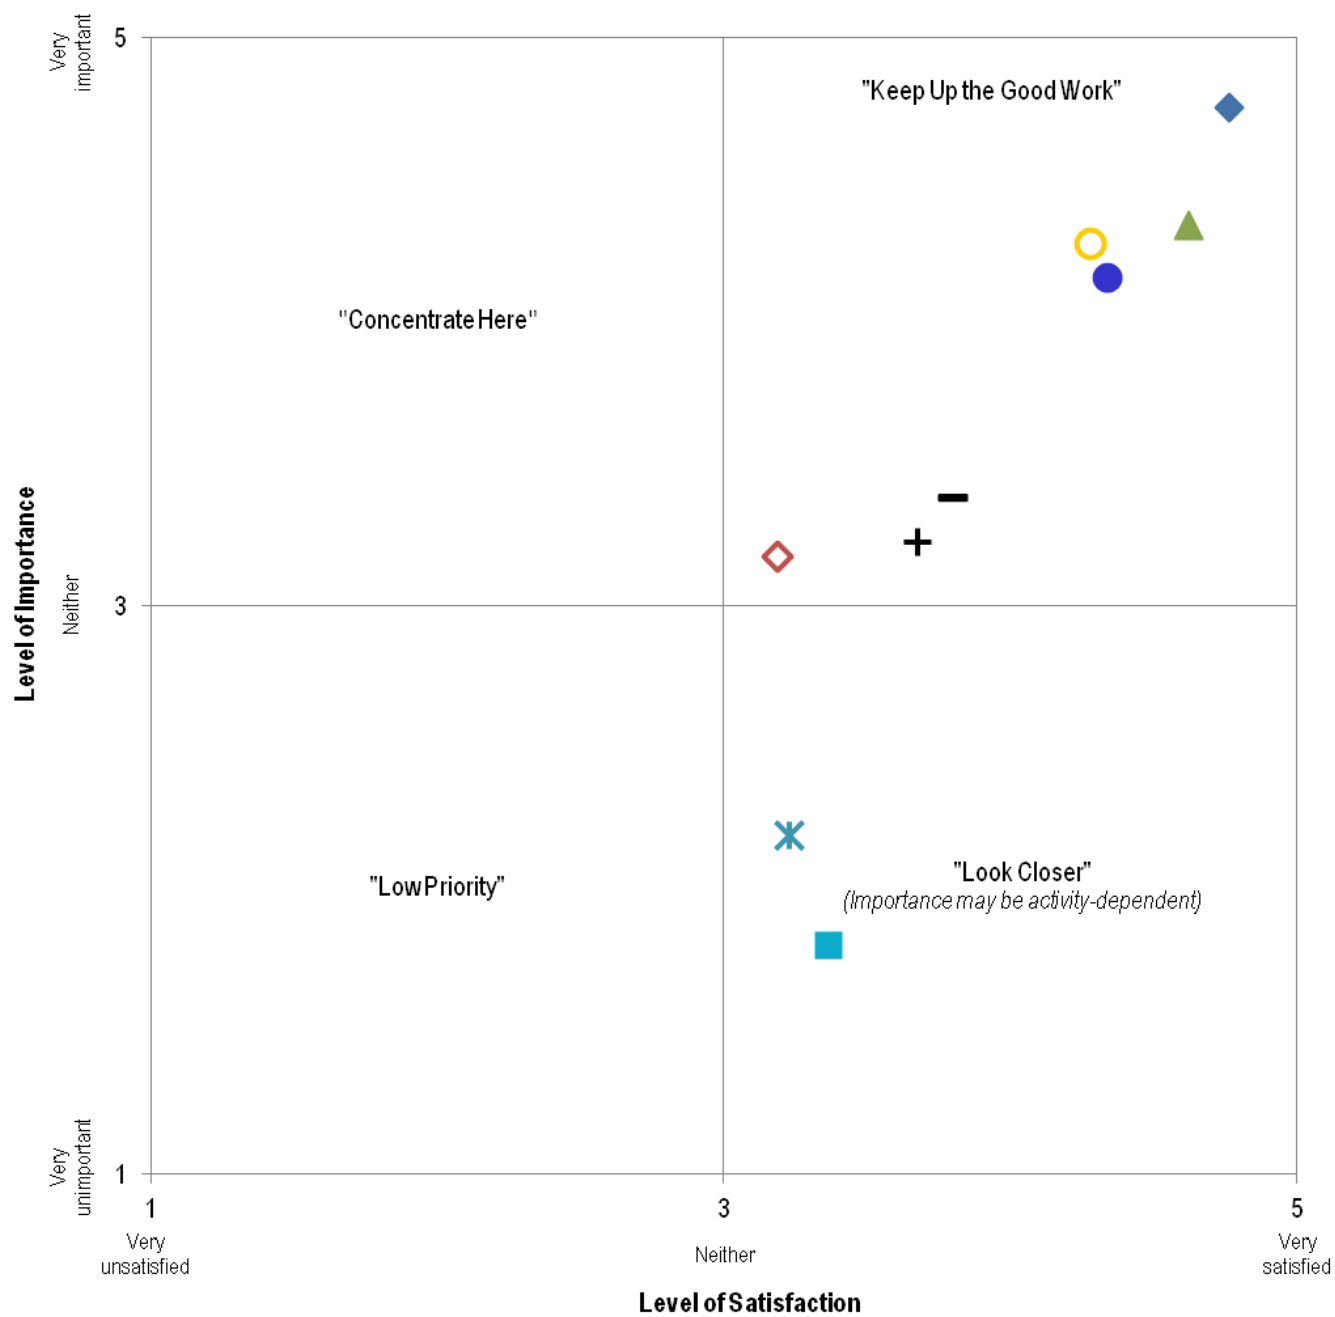 Very
important
5
"Keep Up the Good Work"
"Concentrate Here"
Level of Importance
Neither
3
"Low Priority"
"Look Closer"
(Importance may be activity-dependent)
Very
unimportant
1
1
3
5
Very
unsatisfied
Neither
Very
satisfied
Level of Satisfaction